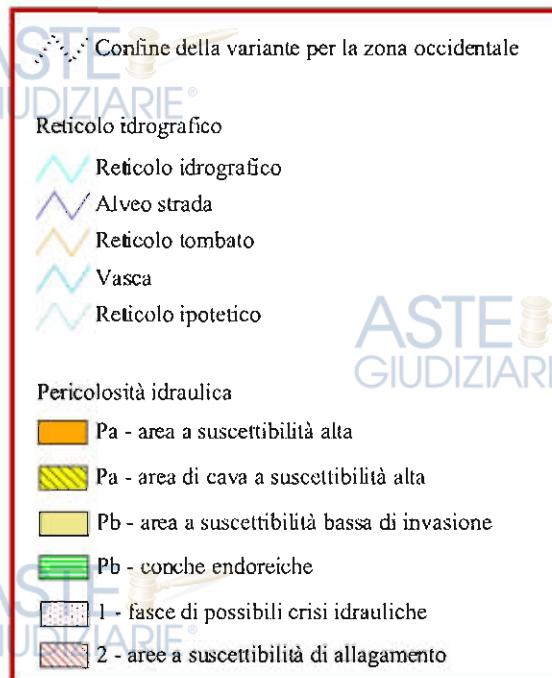 Confine della variante per la zona occidentale
Reticolo idrografico
Reticolo idrografico
Alveo strada
Reticolo tombato
Vasca
Reticolo ipotetico
Pericolosità idraulica
Pa - area a suscettibilità alta
Pa - area di cava a suscettibilità alta
Pb - area a suscettibilità bassa di invasione
Pb - conche endoreiche
1 - fasce di possibili crisi idrauliche
2 - aree a suscettibilità di allagamento
ASTE
GIUDIZIARIE®
ASTE
GIUDIZIARIE
ASTE
GIUDIZIARIE®